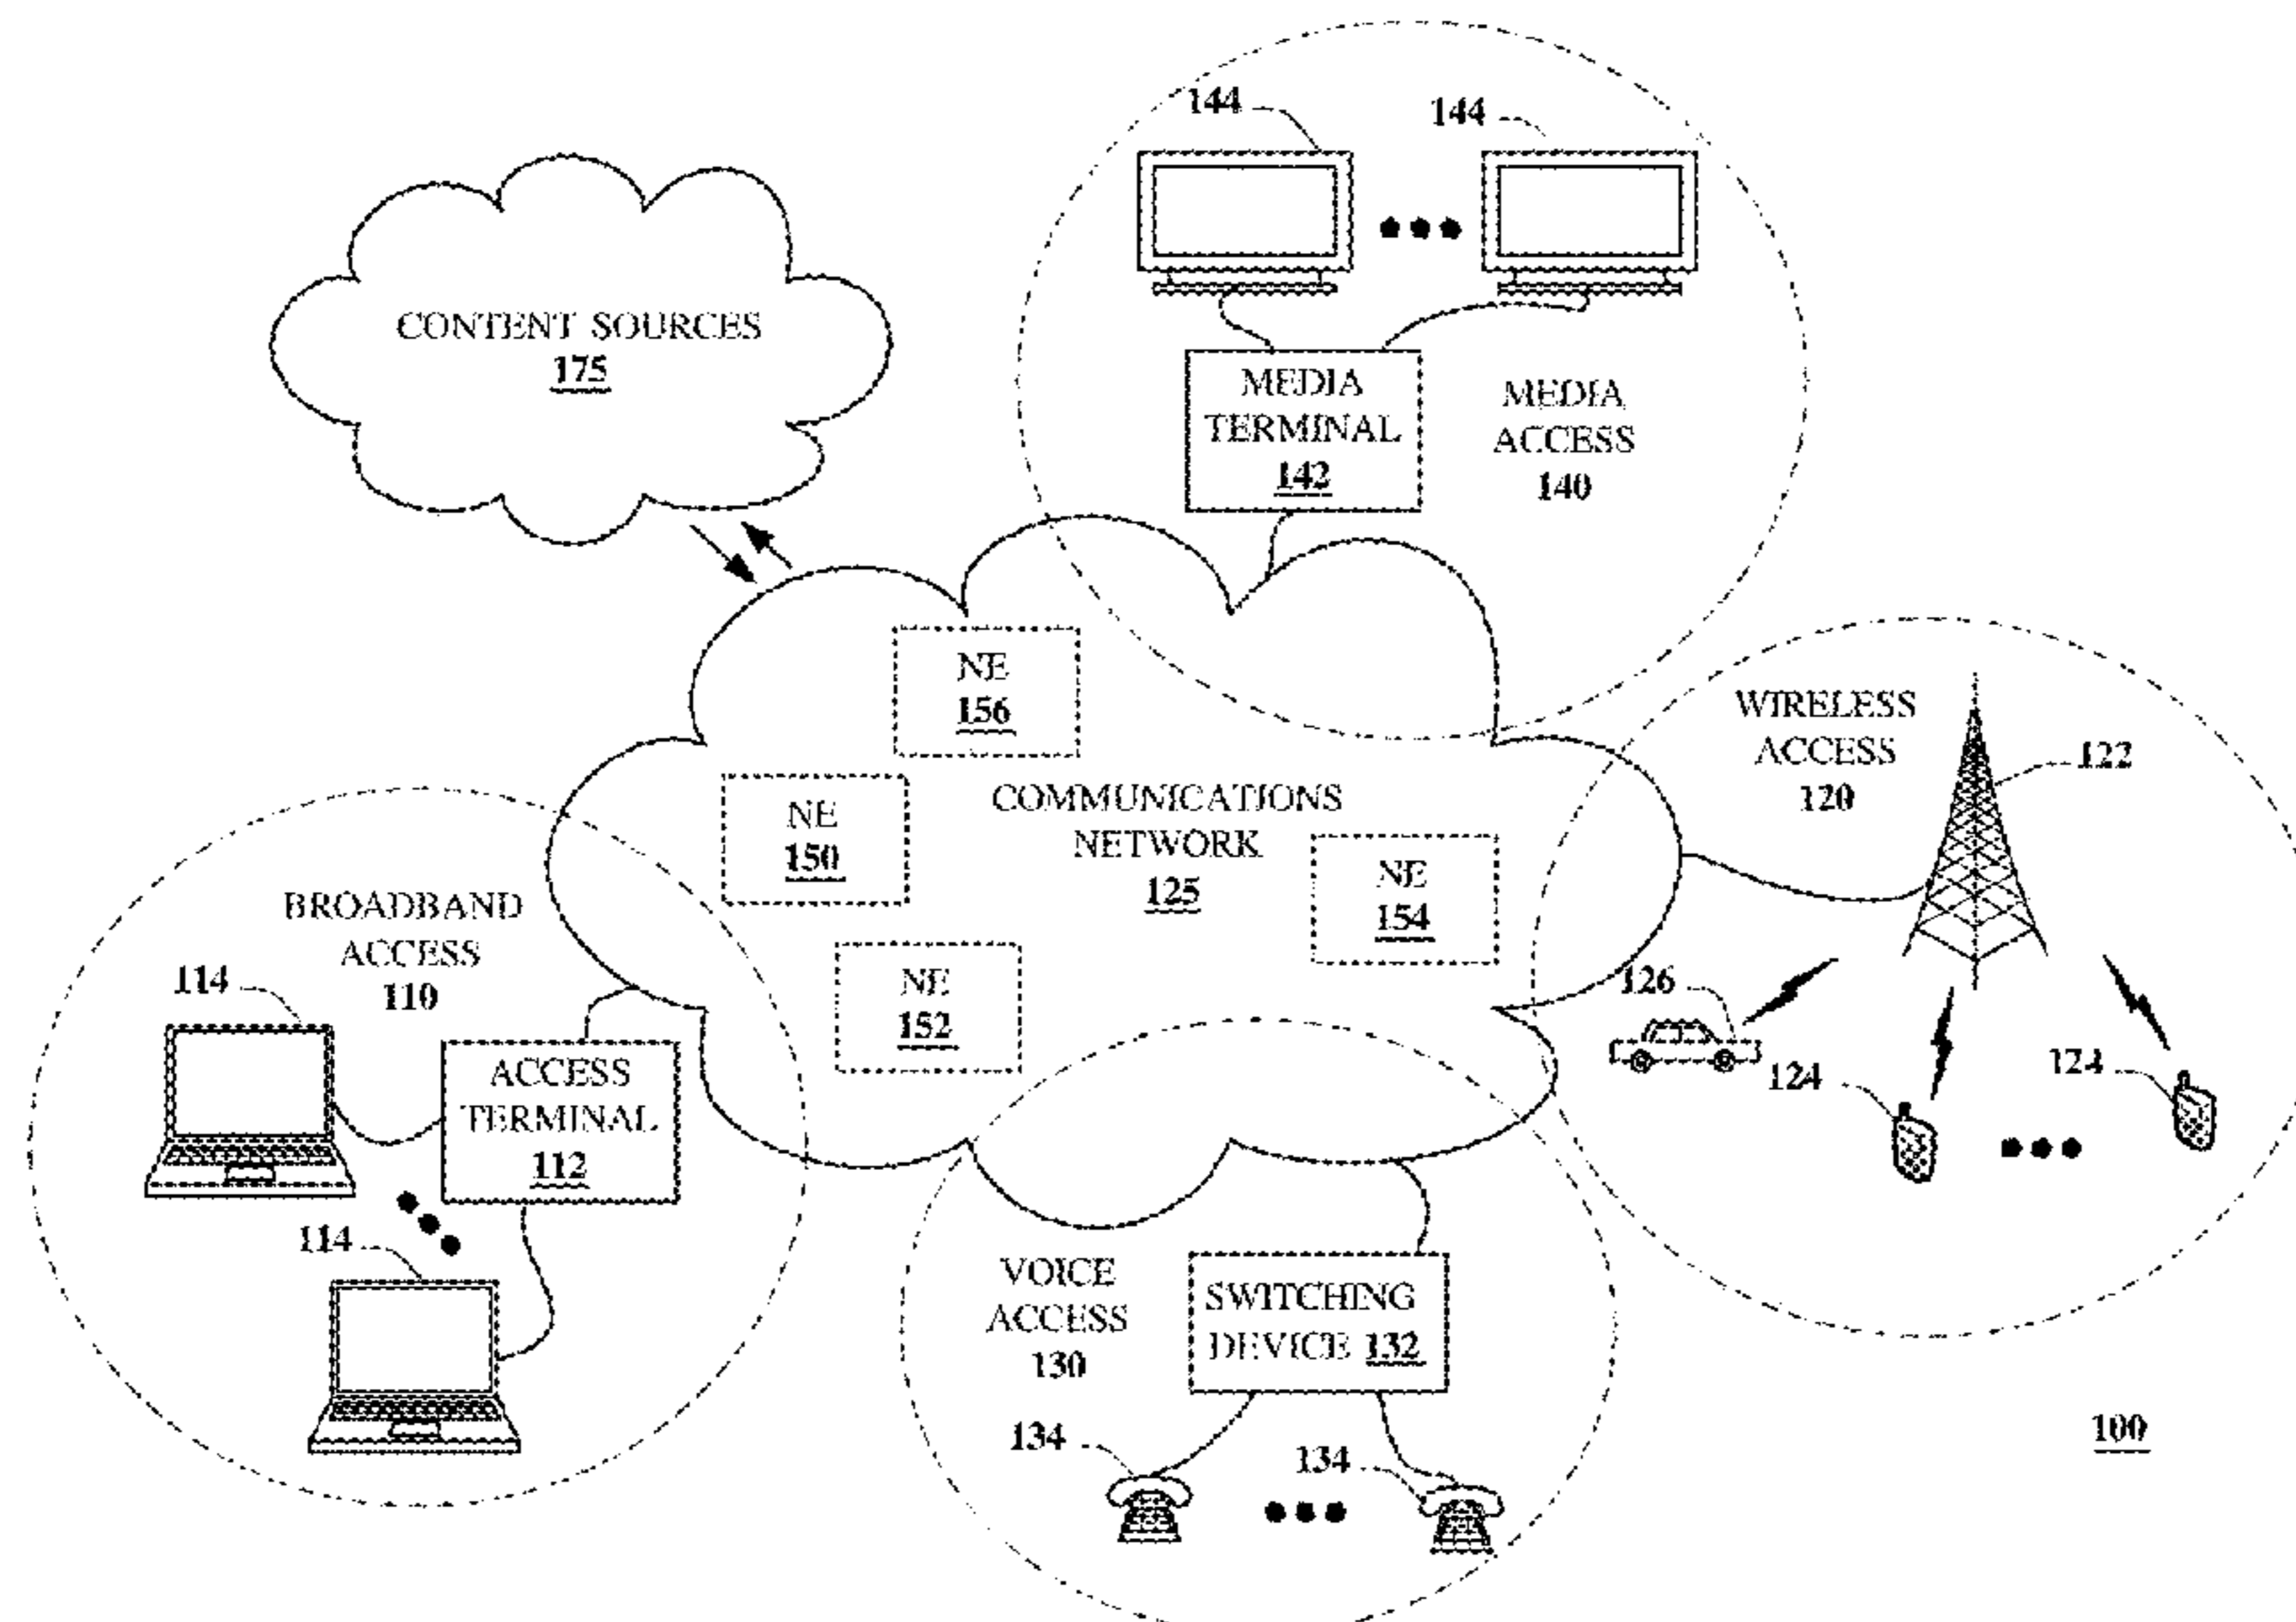 144
144
CONTENT SOURCES
175
MEDIA
TERMINAL
142
MEDIA
ACCESS
140
NE
156
WIRELESS
ACCESS
120
122
COMMUNICATIONS
NETWORK
125
NE
150
NE
154
BROADBAND
ACCESS
110
NE
152
114
126
124
124
ACCESS
TERMINAL
112
114
VOICE
ACCESS
130
SWITCHING
DEVICE 132
134
134
100